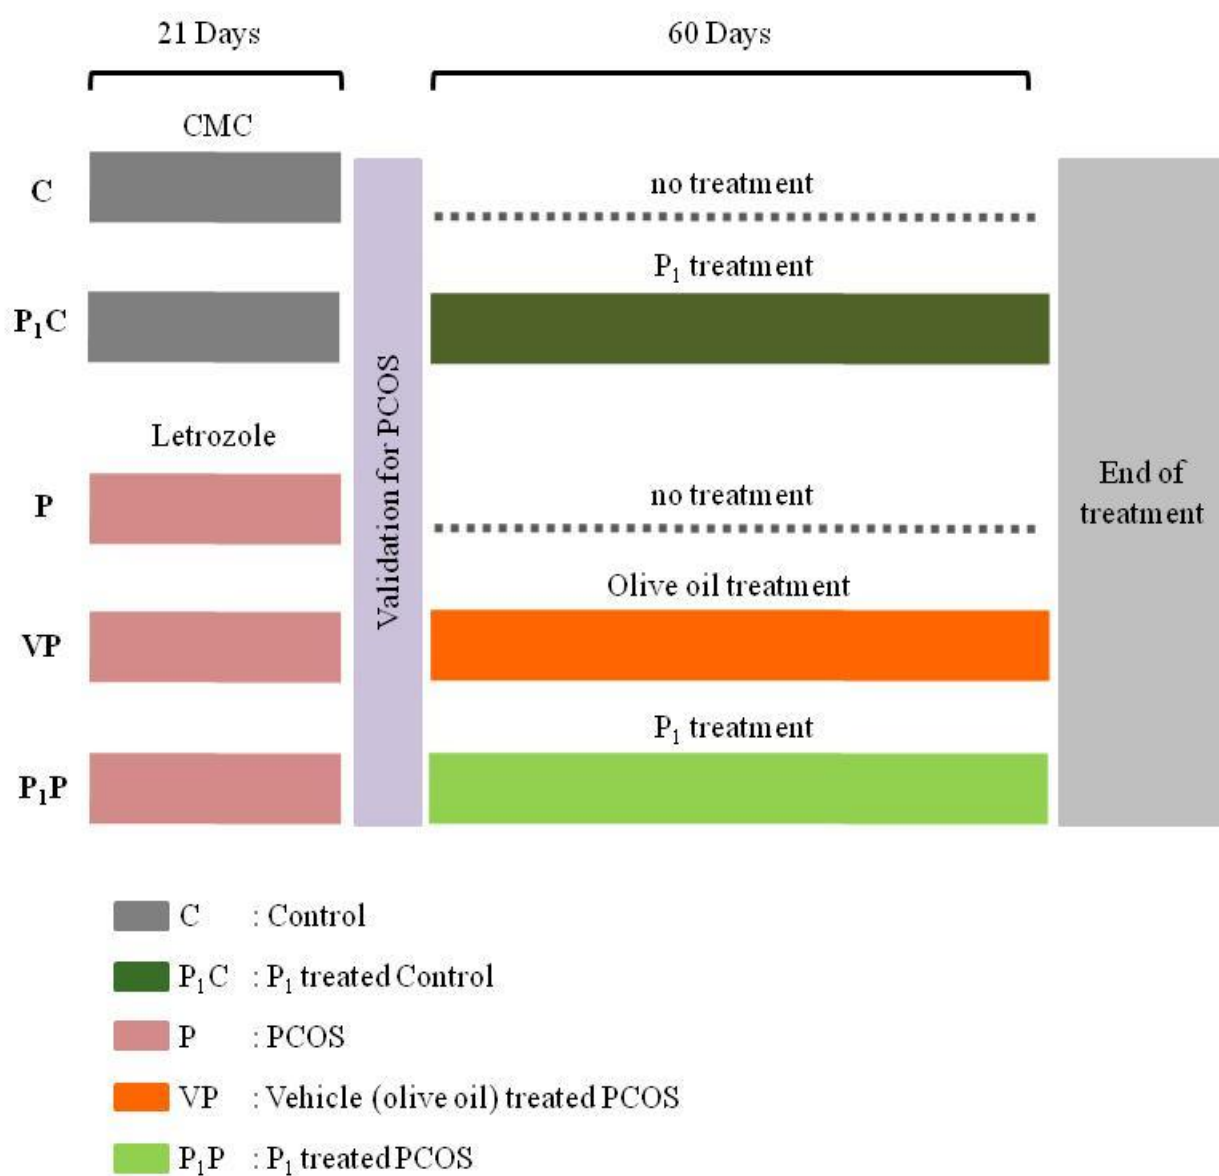 21 Days
60 Days
CMC
C
no treatment
P₁ treatment
P₁C
Letrozole
P
no treatment
Olive oil treatment
VP
P₁ treatment
P₁P
Validation for PCOS
End of
treatment
C : Control
P₁C : P₁ treated Control
P : PCOS
VP : Vehicle (olive oil) treated PCOS
P₁P : P₁ treated PCOS